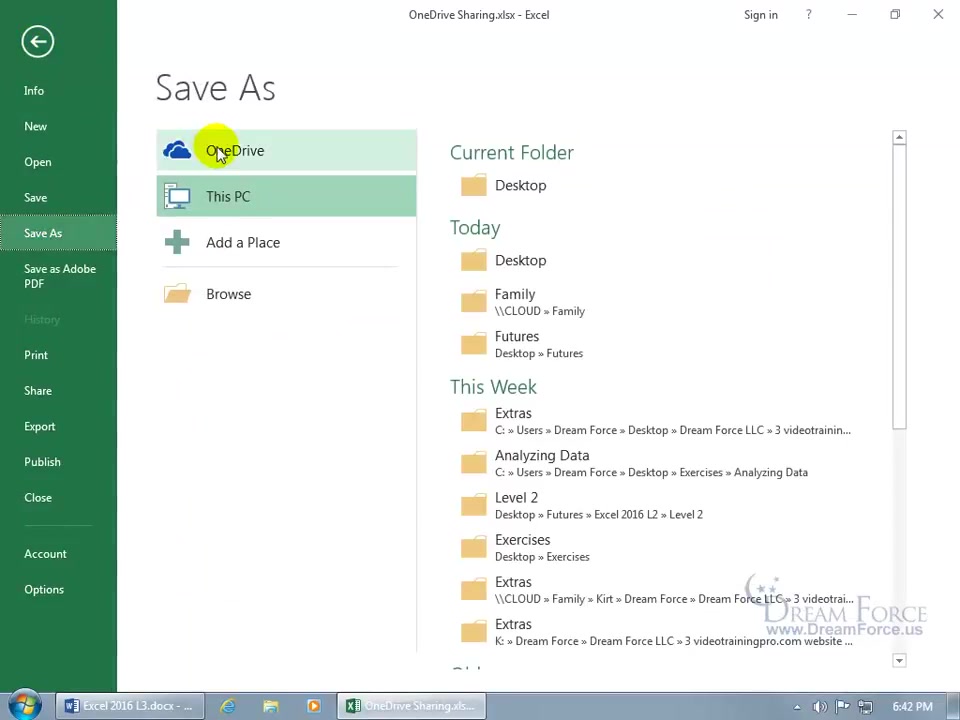 OneDrive Sharing.xlsx - Excel
Sign in
?
Info
New
Open
Save
Save As
Save as Adobe
PDF
History
Print
Share
Export
Publish
Close
Account
Options
Save As
OneDrive
This PC
Add a Place
Browse
Current Folder
Desktop
Today
Desktop
Family
\\CLOUD » Family
Futures
Desktop » Futures
This Week
Extras
C: » Users » Dream Force » Desktop » Dream Force LLC » 3 videotrainin...
Analyzing Data
C: » Users » Dream Force » Desktop » Exercises » Analyzing Data
Level 2
Desktop » Futures » Excel 2016 L2 » Level 2
Exercises
Desktop » Exercises
Extras
\\CLOUD » Family » Kirt » Dream Force » Dream Force LLC » 3 videotrai...
Extras
K: » Dream Force » Dream Force LLC » 3 videotrainingpro.com website ...
DREAM FORCE
www.DreamForce.us
Excel 2016 L3.docx - ...
OneDrive Sharing.xls...
6:42 PM